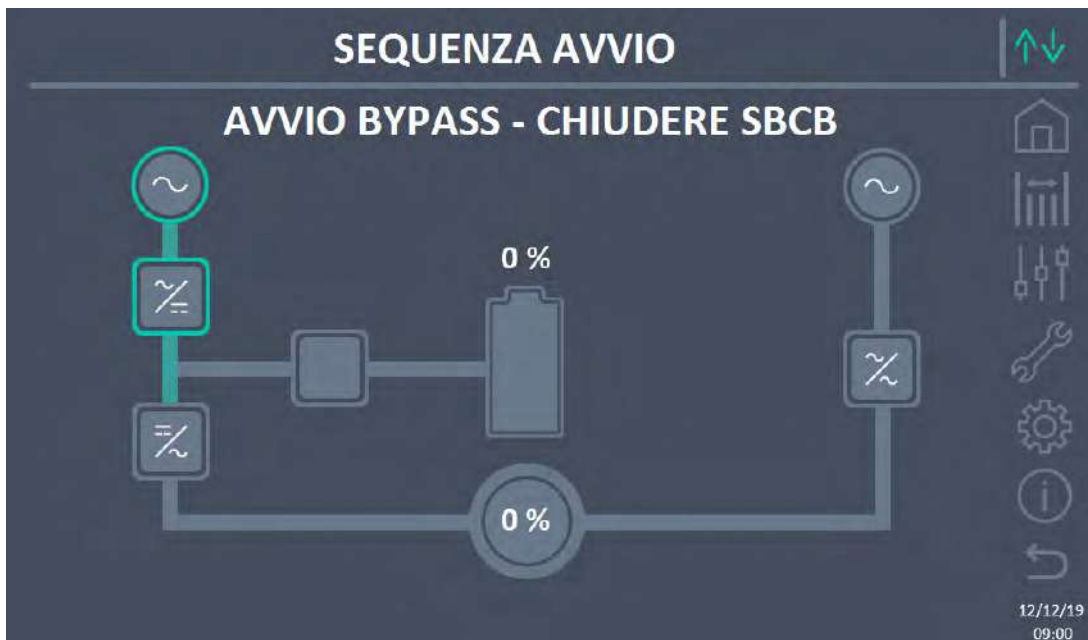 SEQUENZA AVVIO
AVVIO BYPASS - CHIUDERE SBCB
0 %
0 %
12/12/19
09:00